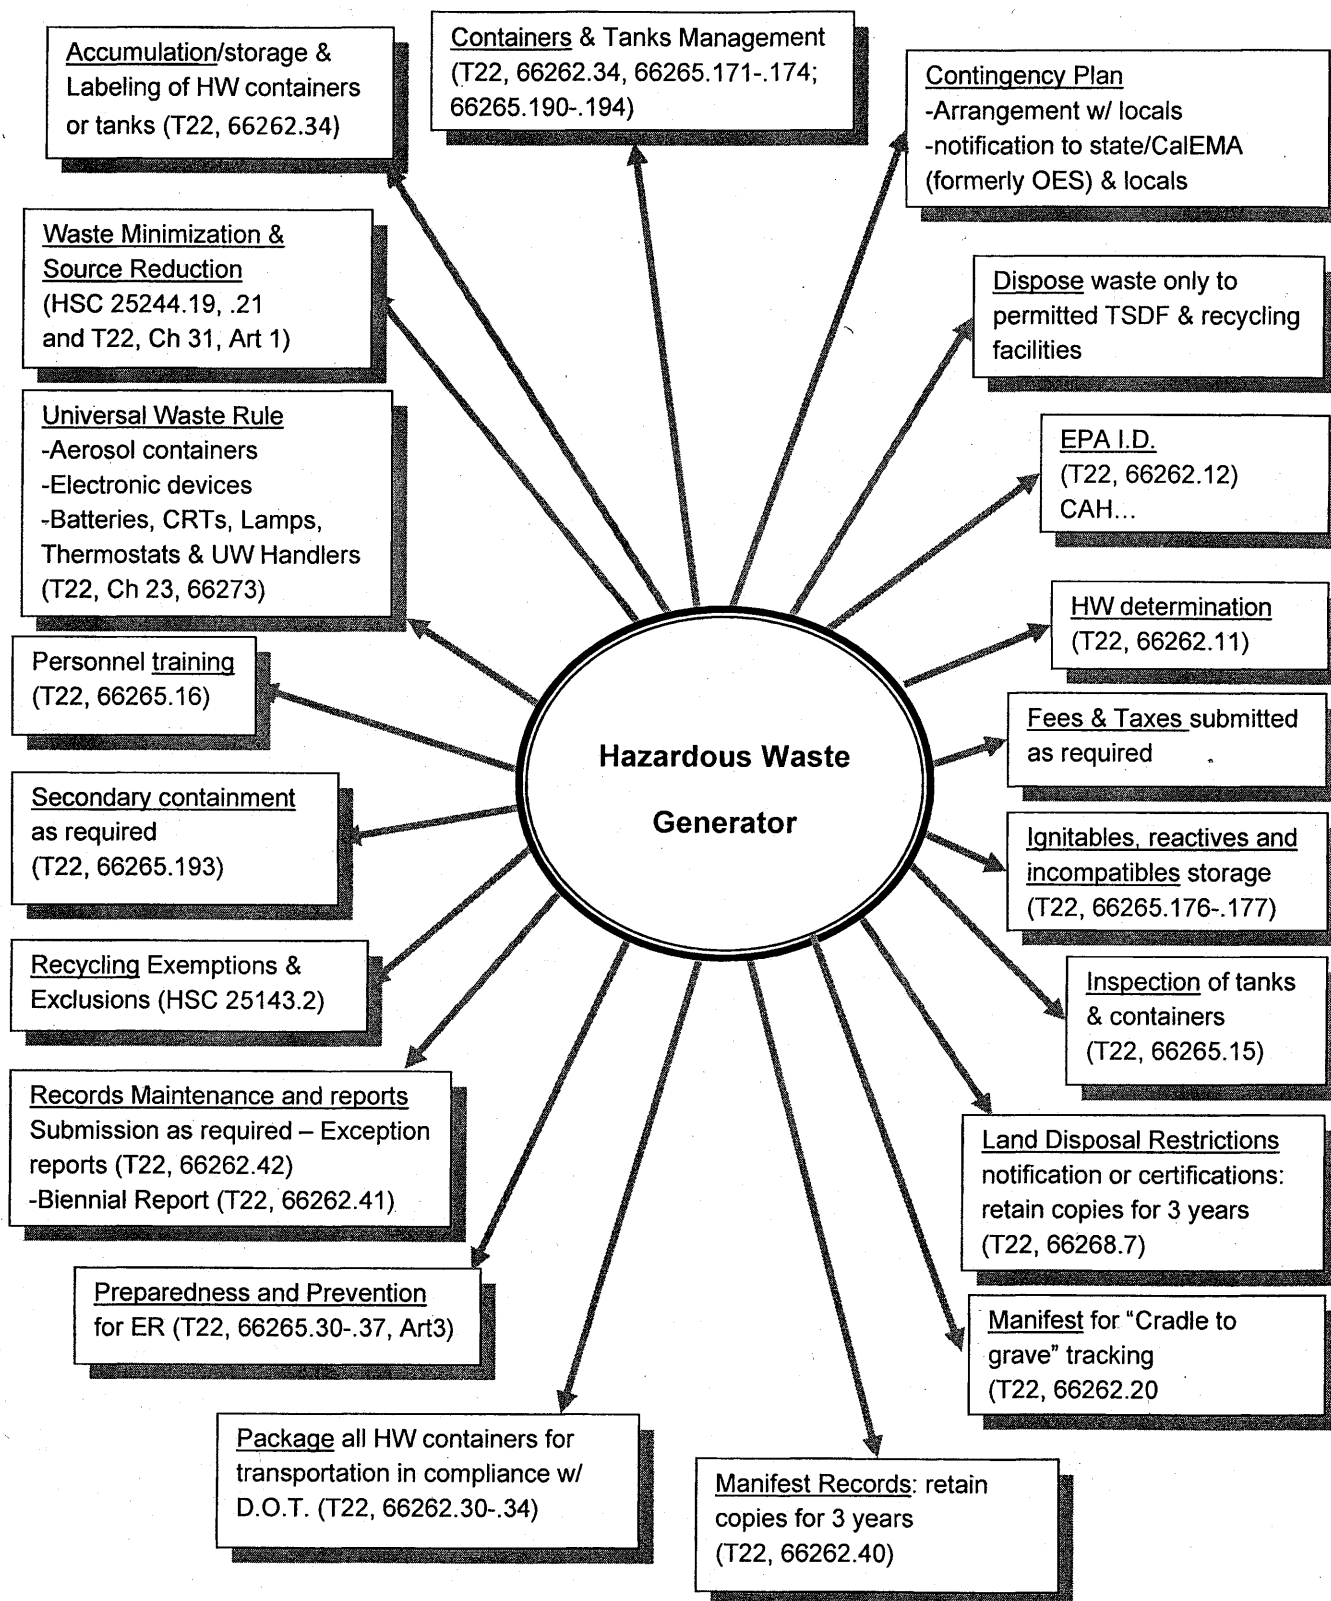 Accumulation/storage &
Labeling of HW containers
or tanks (T22, 66262.34)
Containers & Tanks Management
(T22, 66262.34, 66265.171-.174;
66265.190-.194)
Contingency Plan
-Arrangement w/ locals
-notification to state/CalEMA
(formerly OES) & locals
Waste Minimization &
Source Reduction
(HSC 25244.19, .21
and T22, Ch 31, Art 1)
Dispose waste only to
permitted TSDF & recycling
facilities
Universal Waste Rule
-Aerosol containers
-Electronic devices
-Batteries, CRTs, Lamps,
Thermostats & UW Handlers
(T22, Ch 23, 66273)
EPA I.D.
(T22, 66262.12)
CAH...
HW determination
(T22, 66262.11)
Personnel training
(T22, 66265.16)
Fees & Taxes submitted
as required
Hazardous Waste
Generator
Secondary containment
as required
(T22, 66265.193)
Ignitables, reactives and
incompatibles storage
(T22, 66265.176-.177)
Recycling Exemptions &
Exclusions (HSC 25143.2)
Inspection of tanks
& containers
(T22, 66265.15)
Records Maintenance and reports
Submission as required – Exception
reports (T22, 66262.42)
-Biennial Report (T22, 66262.41)
Land Disposal Restrictions
notification or certifications:
retain copies for 3 years
(T22, 66268.7)
Preparedness and Prevention
for ER (T22, 66265.30-.37, Art3)
Manifest for “Cradle to
grave” tracking
(T22, 66262.20
Package all HW containers for
transportation in compliance w/
D.O.T. (T22, 66262.30-.34)
Manifest Records: retain
copies for 3 years
(T22, 66262.40)